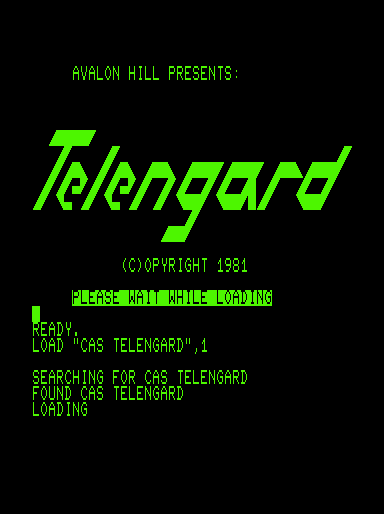 AVALON HILL PRESENTS:
Telengard
(C)OPYRIGHT 1981
PLEASE WAIT WHILE LOADING
READY.
LOAD "CAS TELENGARD",1
SEARCHING FOR CAS TELENGARD
FOUND CAS TELENGARD
LOADING